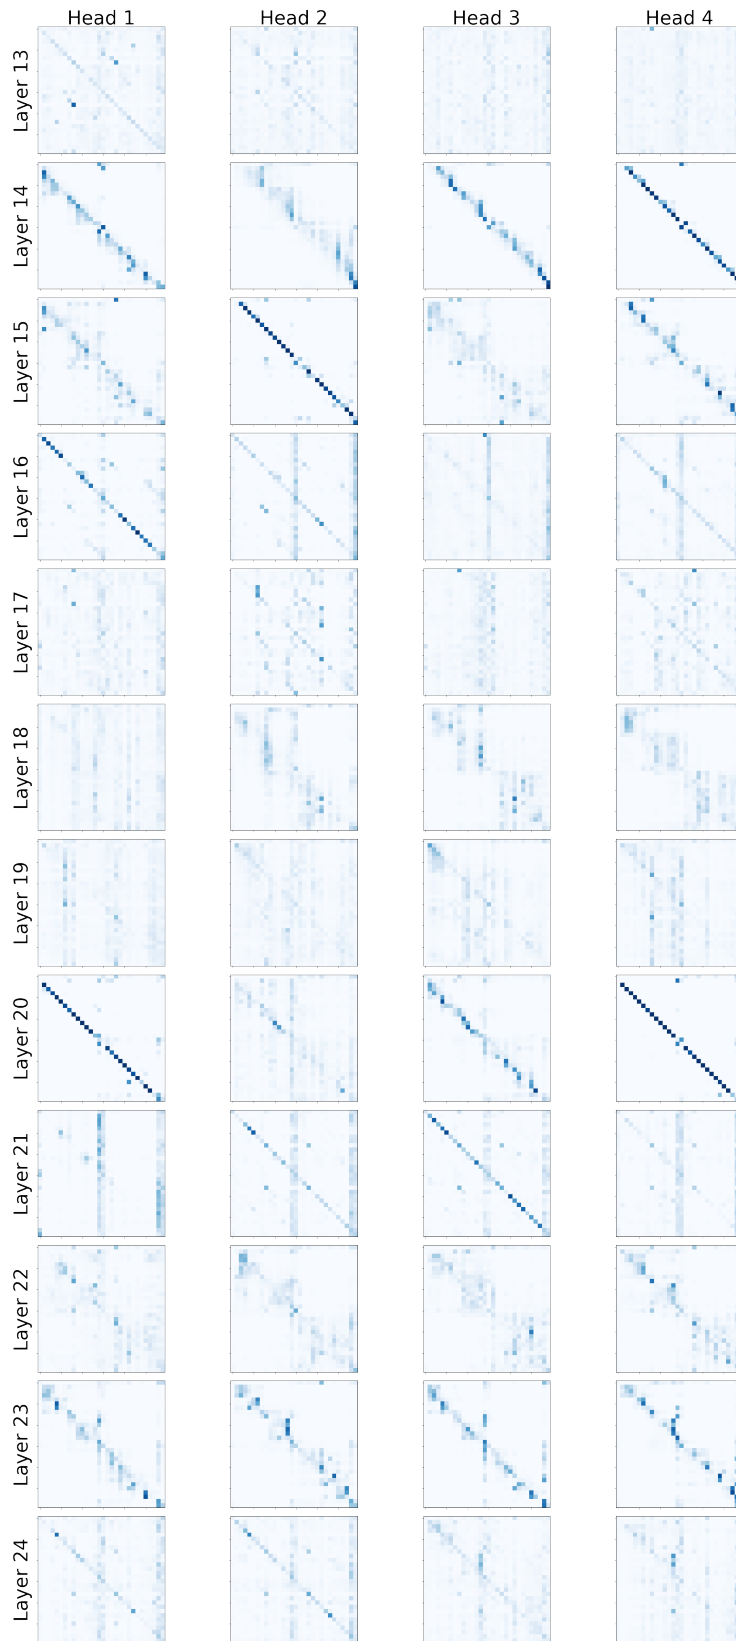 Head 1 Head 2 Head 3 Head 4
Layer 13
Layer 14
Layer 15
Layer 16
Layer 17
Layer 18
Layer 19
Layer 20
Layer 21
Layer 22
Layer 23
Layer 24